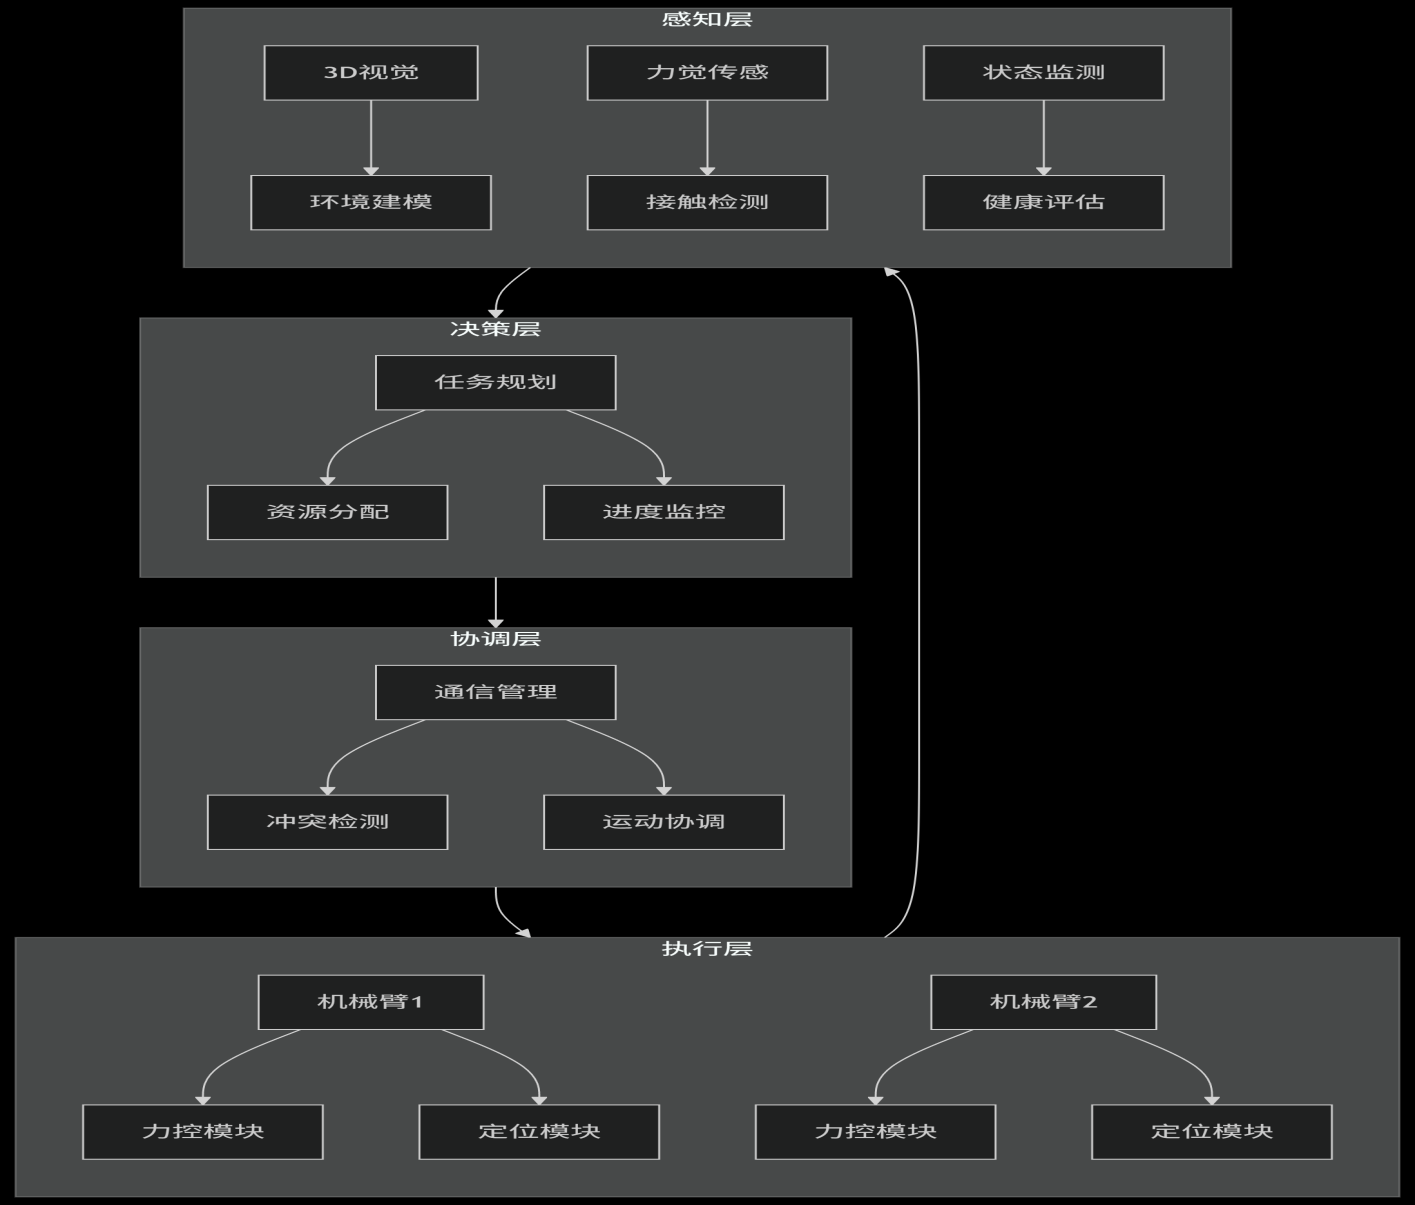 感知层
3D视觉
力觉传感
状态监测
环境建模
接触检测
健康评估
决策层
任务规划
资源分配
进度监控
协调层
通信管理
冲突检测
运动协调
执行层
机械臂1
机械臂2
力控模块
定位模块
力控模块
定位模块